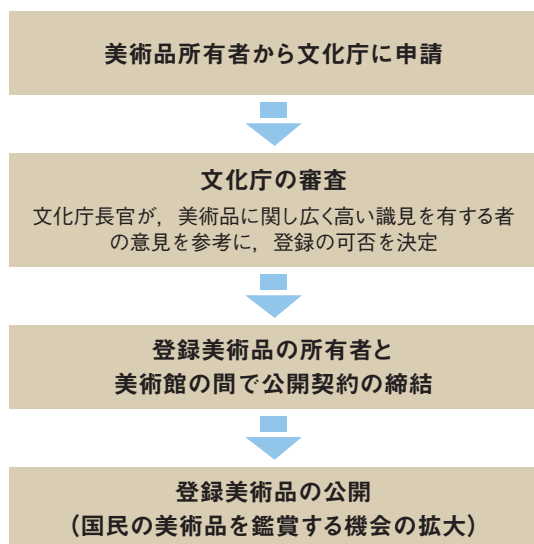 美術品所有者から文化庁に申請
文化庁の審査
文化庁長官が，美術品に関し広く高い識見を有する者
の意見を参考に，登録の可否を決定
登録美術品の所有者と
美術館の間で公開契約の締結
登録美術品の公開
（国民の美術品を鑑賞する機会の拡大）